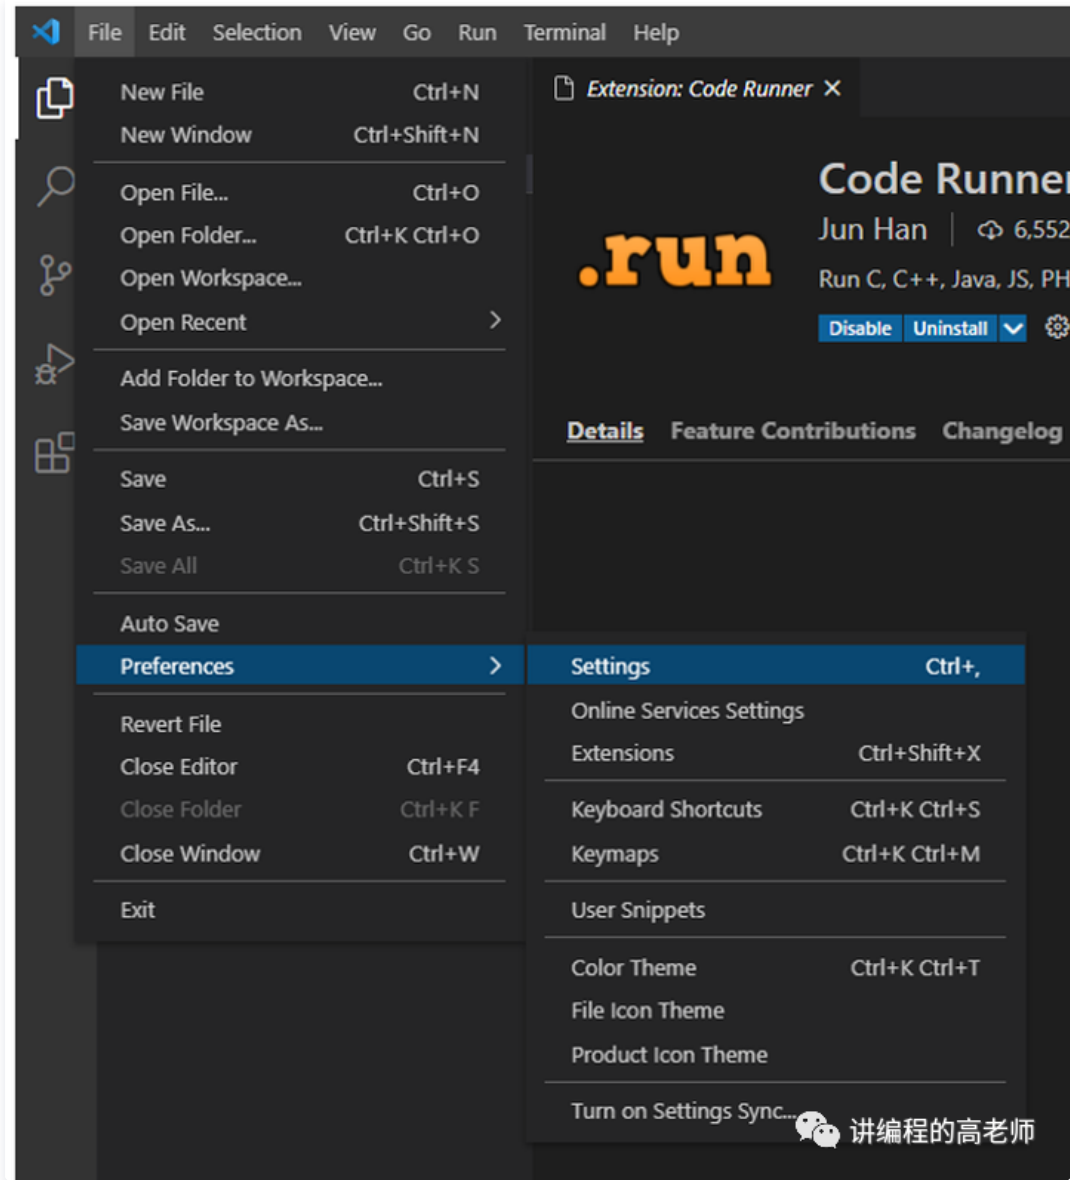 File Edit Selection View Go Run Terminal Help
New File Ctrl+N
New Window Ctrl+Shift+N
Open File... Ctrl+O
Open Folder... Ctrl+K Ctrl+O
Open Workspace...
Open Recent
Add Folder to Workspace...
Save Workspace As...
Save Ctrl+S
Save As... Ctrl+Shift+S
Save All Ctrl+K S
Auto Save
Preferences
Revert File
Close Editor Ctrl+F4
Close Folder Ctrl+K F
Close Window Ctrl+W
Exit
Extension: Code Runner
.run
Code Runner
Jun Han 6,552
Run C, C++, Java, JS, PH
Disable Uninstall
Details Feature Contributions Changelog
Settings Ctrl+,
Online Services Settings
Extensions Ctrl+Shift+X
Keyboard Shortcuts Ctrl+K Ctrl+S
Keymaps Ctrl+K Ctrl+M
User Snippets
Color Theme Ctrl+K Ctrl+T
File Icon Theme
Product Icon Theme
Turn on Settings Sync...
讲编程的高老师